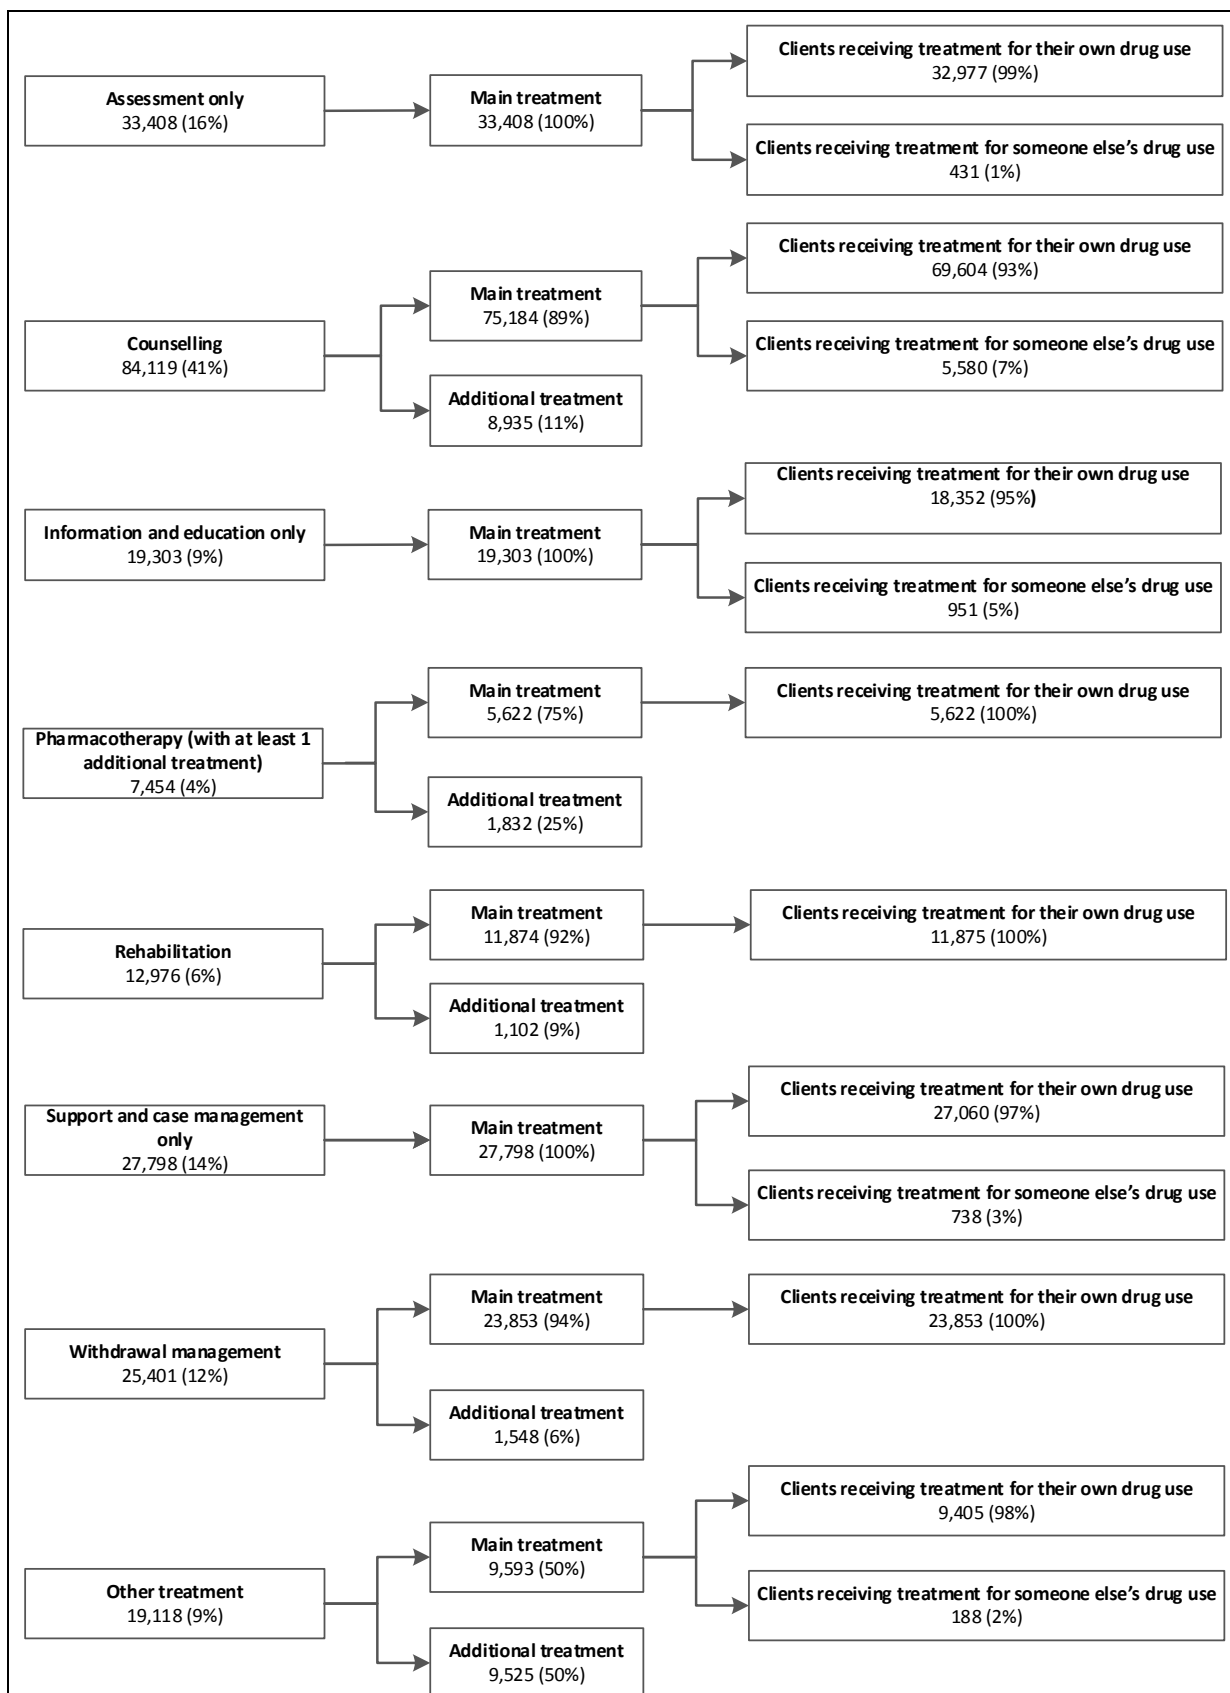 Assessment only
33,408 (16%)
Main treatment
33,408 (100%)
Clients receiving treatment for their own drug use
32,977 (99%)
Clients receiving treatment for someone else's drug use
431 (1%)
Counselling
84,119 (41%)
Main treatment
75,184 (89%)
Clients receiving treatment for their own drug use
69,604 (93%)
Clients receiving treatment for someone else's drug use
5,580 (7%)
Additional treatment
8,935 (11%)
Information and education only
19,303 (9%)
Main treatment
19,303 (100%)
Clients receiving treatment for their own drug use
18,352 (95%)
Clients receiving treatment for someone else's drug use
951 (5%)
Pharmacotherapy (with at least 1
additional treatment)
7,454 (4%)
Main treatment
5,622 (75%)
Clients receiving treatment for their own drug use
5,622 (100%)
Additional treatment
1,832 (25%)
Rehabilitation
12,976 (6%)
Main treatment
11,874 (92%)
Clients receiving treatment for their own drug use
11,875 (100%)
Additional treatment
1,102 (9%)
Support and case management
only
27,798 (14%)
Main treatment
27,798 (100%)
Clients receiving treatment for their own drug use
27,060 (97%)
Clients receiving treatment for someone else's drug use
738 (3%)
Withdrawal management
25,401 (12%)
Main treatment
23,853 (94%)
Clients receiving treatment for their own drug use
23,853 (100%)
Additional treatment
1,548 (6%)
Other treatment
19,118 (9%)
Main treatment
9,593 (50%)
Clients receiving treatment for their own drug use
9,405 (98%)
Clients receiving treatment for someone else's drug use
188 (2%)
Additional treatment
9,525 (50%)